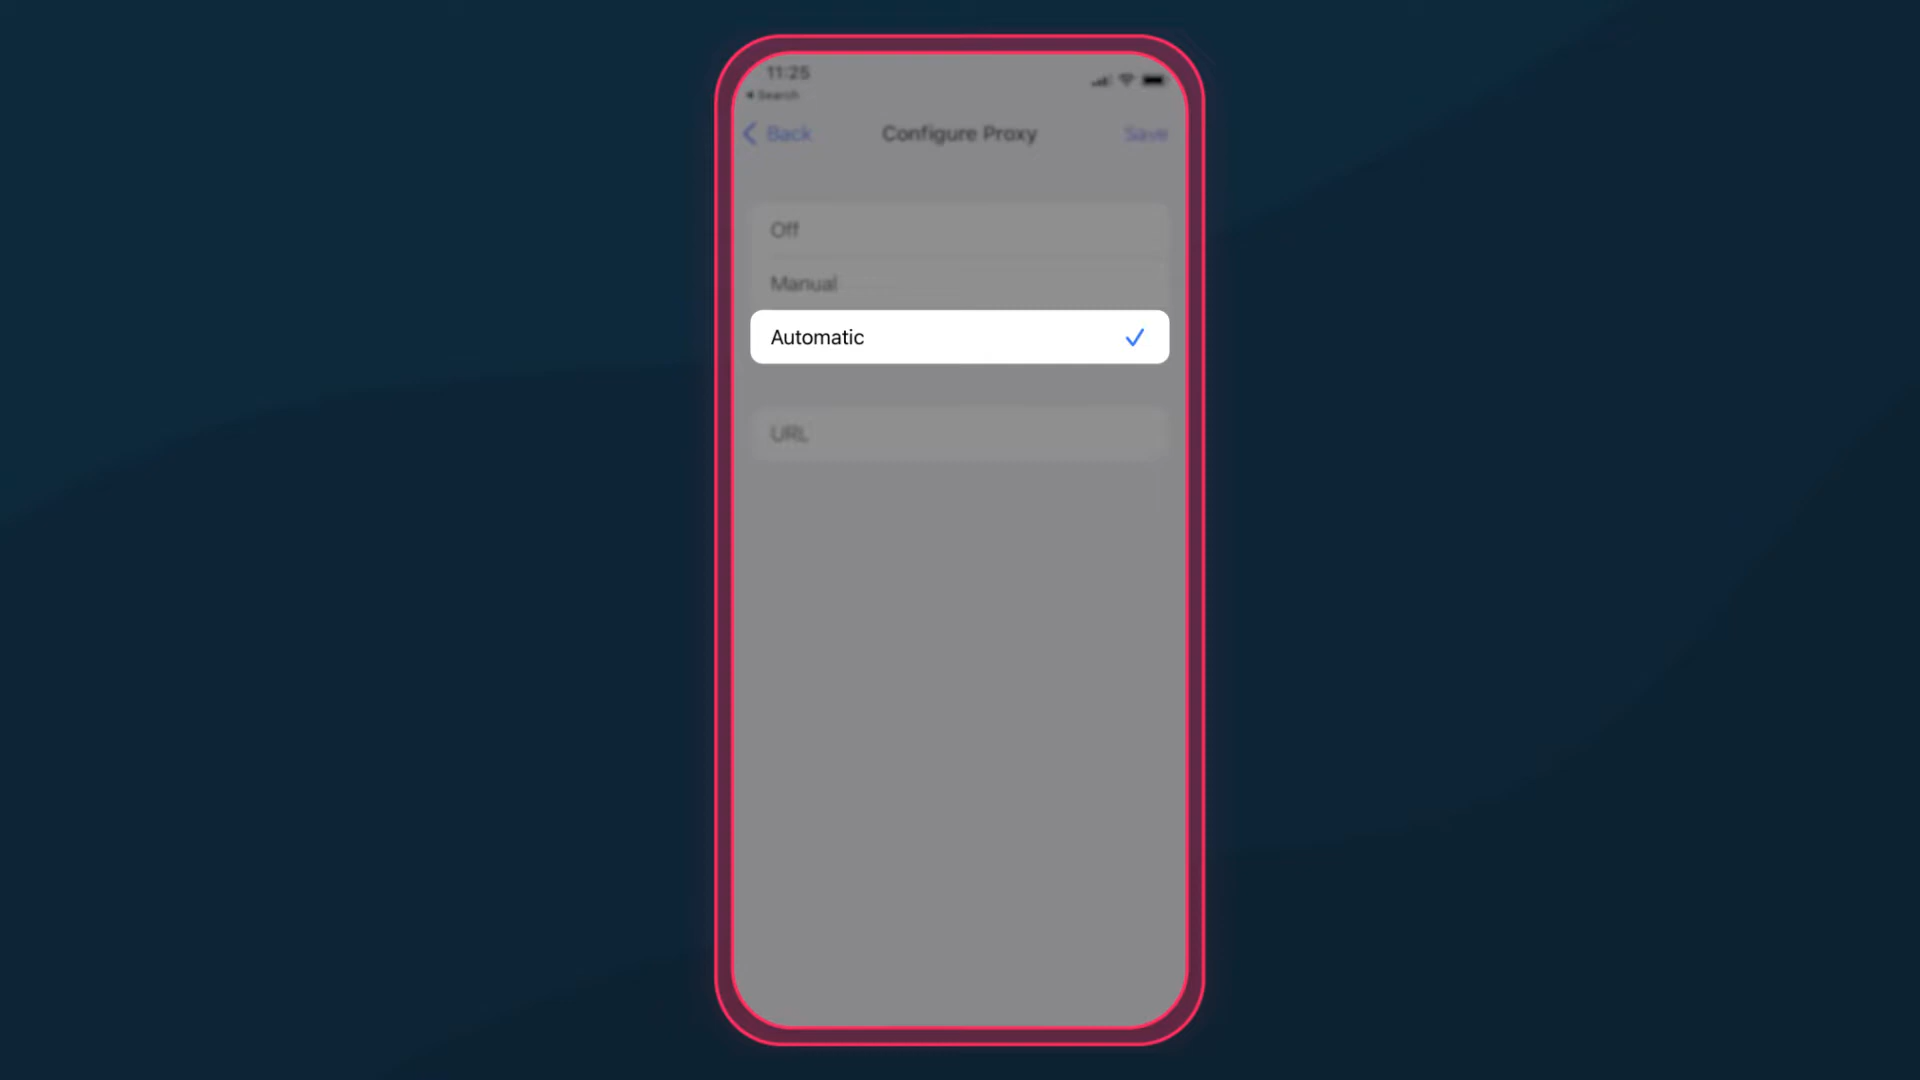 11:25
Search
Back
Configure Proxy
Save
Off
Manual
Automatic
URL